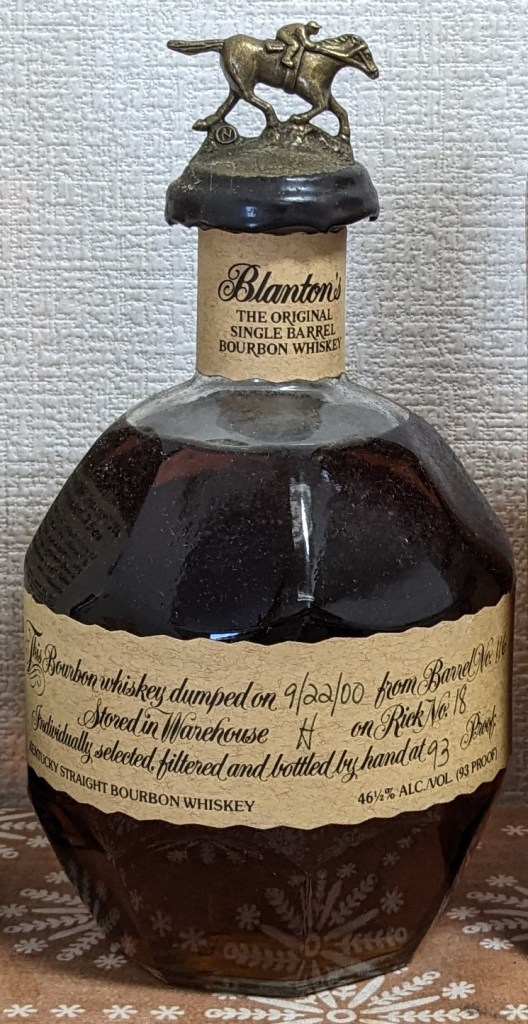 N
Blanton's
THE ORIGINAL
SINGLE BARREL
BOURBON WHISKEY
This Bourbon whiskey dumped on 9/22/00 from Barrel No. 116
Stored in Warehouse H on Rick No. 18
Individually selected, filtered and bottled by hand at 93 Proof.
KENTUCKY STRAIGHT BOURBON WHISKEY 46½% ALC./VOL. (93 PROOF)